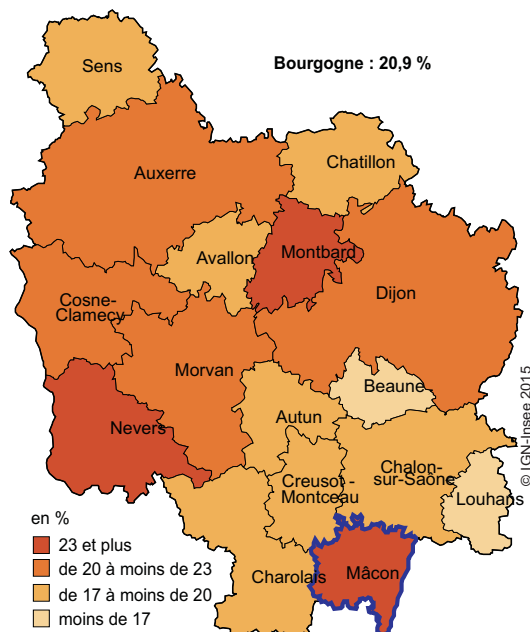 Sens
Bourgogne : 20,9 %
Auxerre
Chatillon
Avallon
Montbard
Cosne-
Clamecy
Dijon
Morvan
Beaune
Autun
Nevers
Creusot -
Montceau
Chalon-
sur-Saône
Louhans
Charolais
Mâcon
en %
23 et plus
de 20 à moins de 23
de 17 à moins de 20
moins de 17
© IGN-Insee 2015